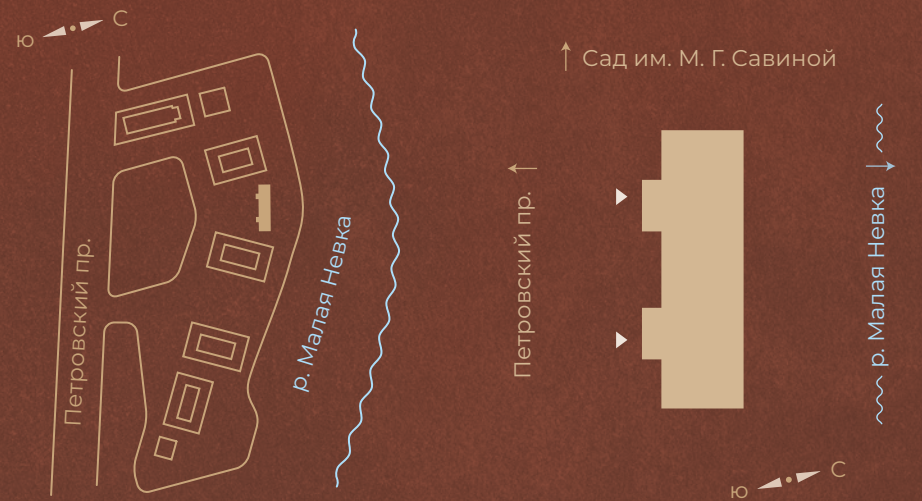 С
Ю
Петровский пр.
р. Малая Невка
Сад им. М. Г. Савиной
Петровский пр.
р. Малая Невка
С
Ю